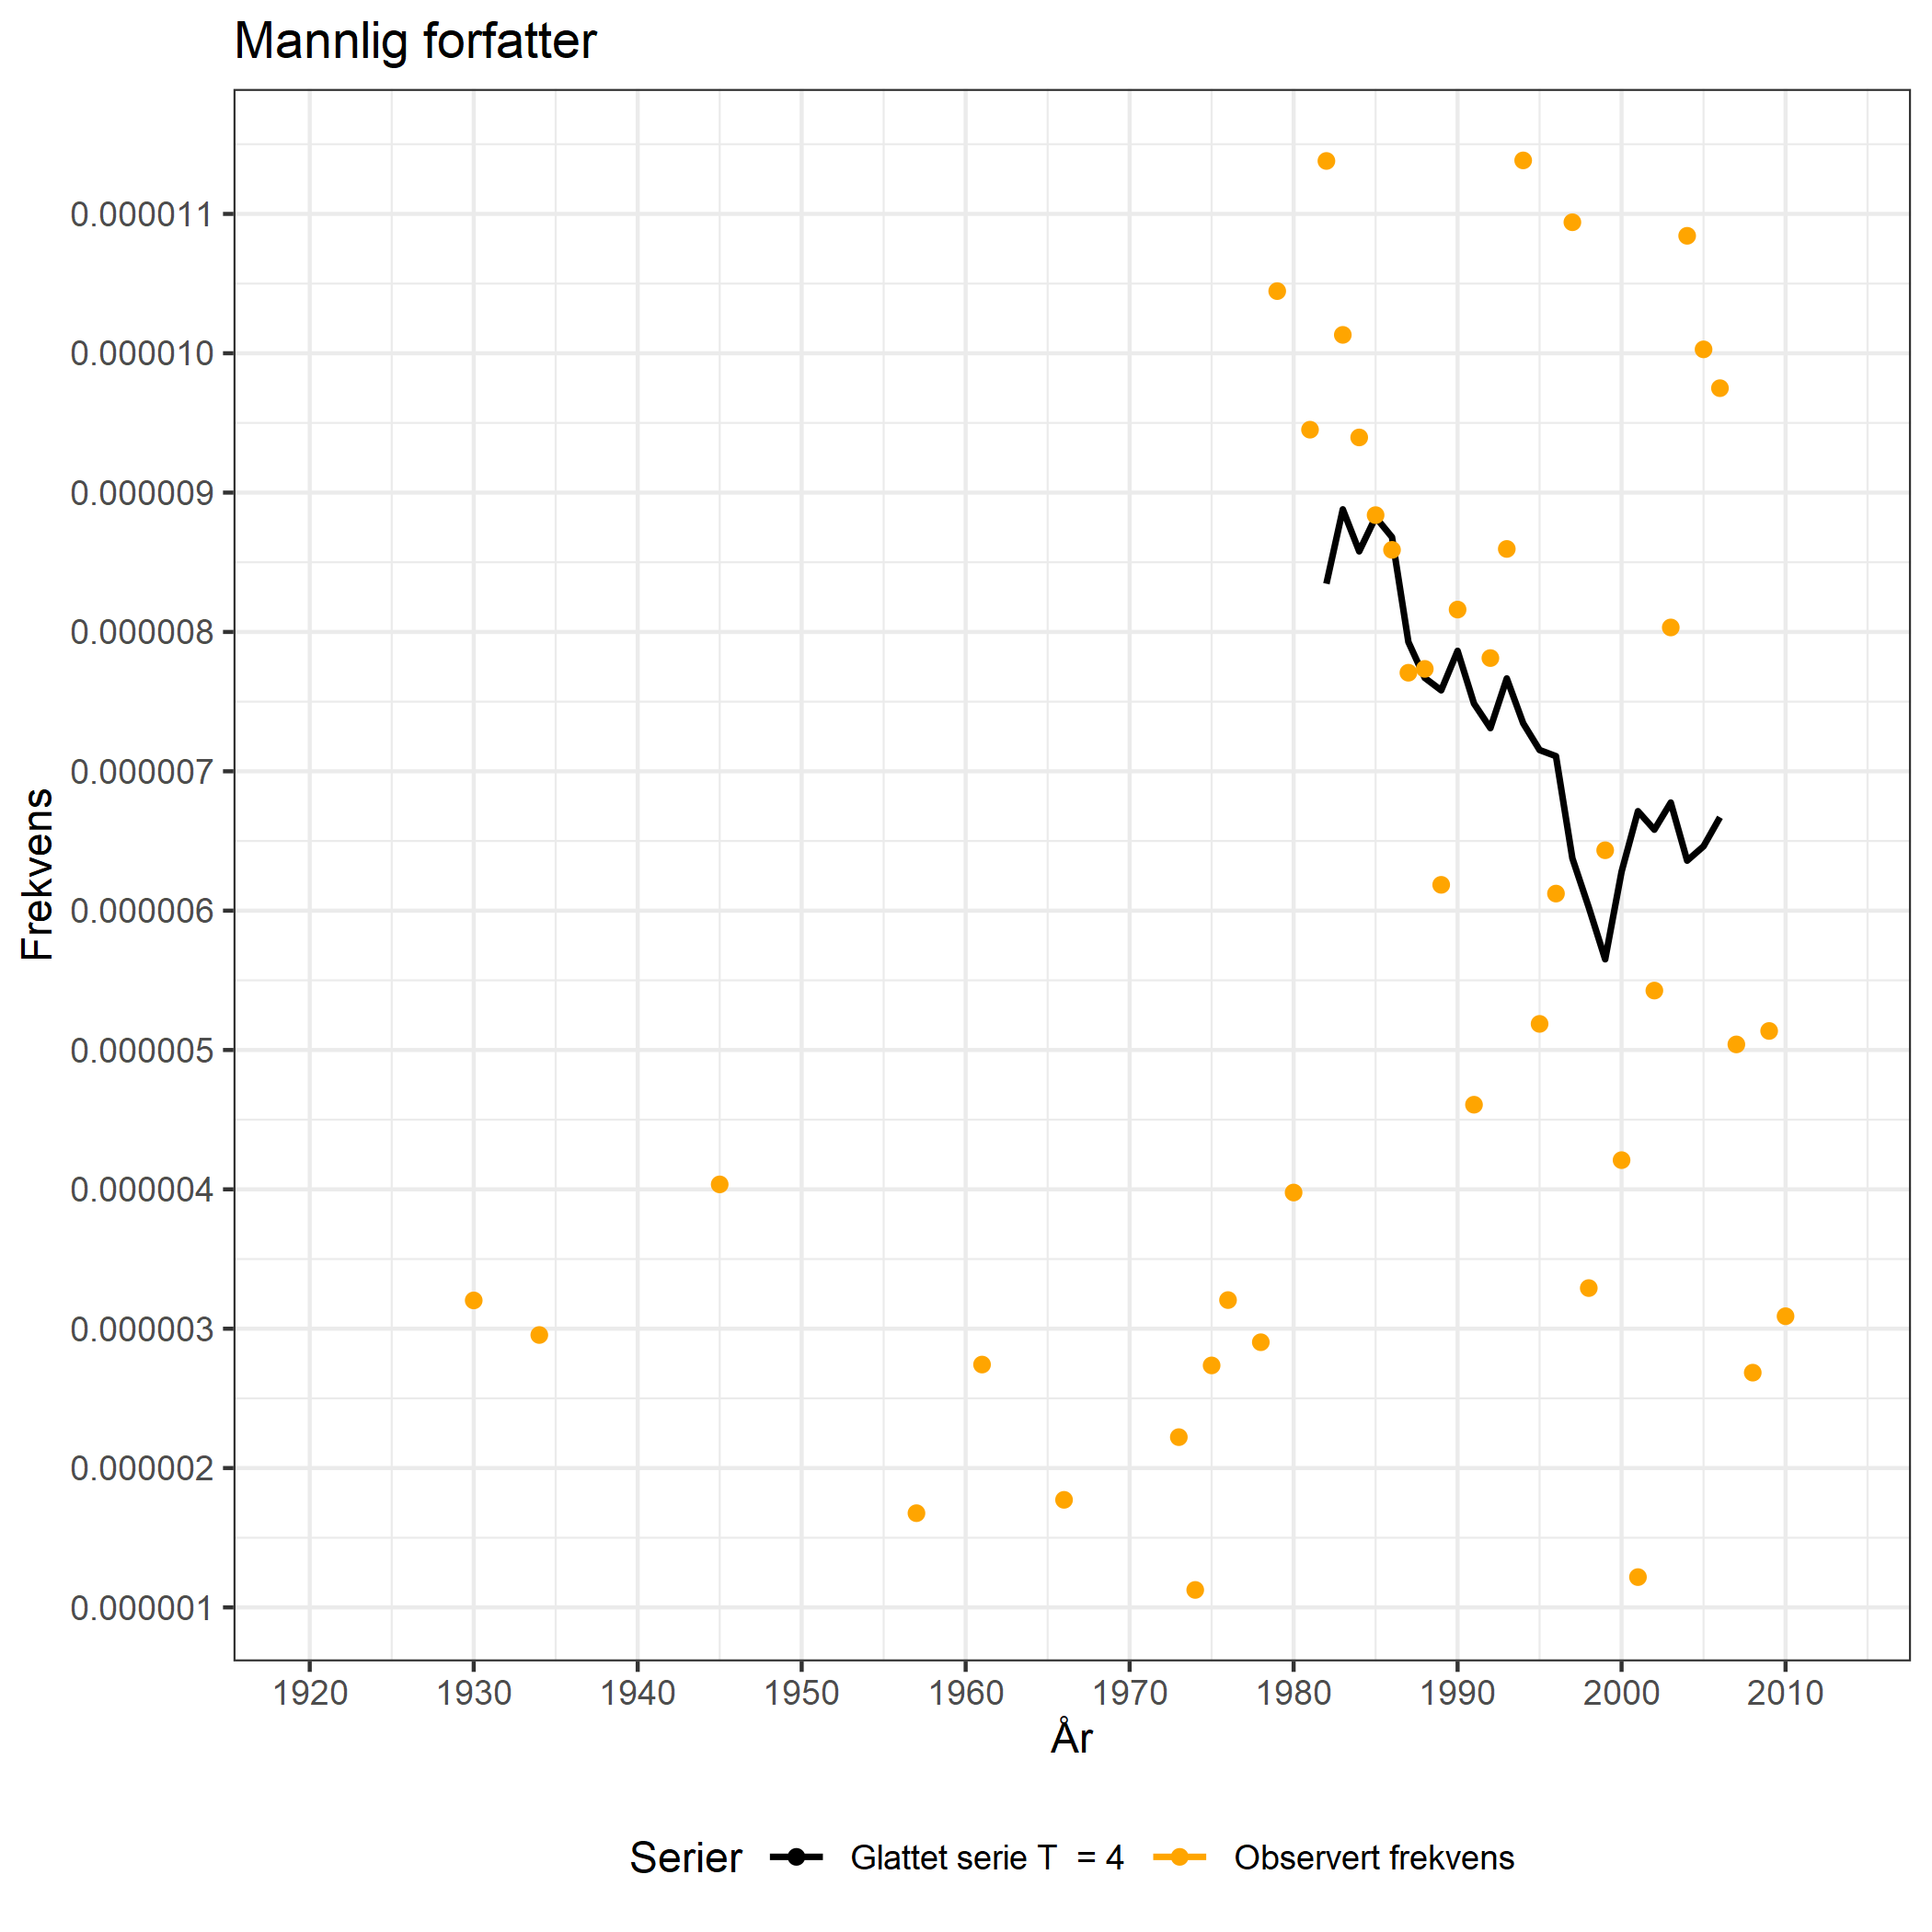 Mannlig forfatter
0.000011
0.000010
0.000009
0.000008
0.000007
0.000006
0.000005
0.000004
0.000003
0.000002
0.000001
Frekvens
1920 1930 1940 1950 1960 1970 1980 1990 2000 2010
År
Serier Glattet serie T = 4 Observert frekvens